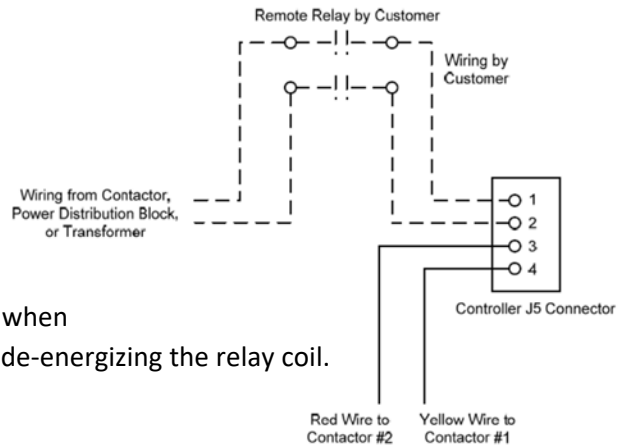 Remote Relay by Customer
Wiring by
Customer
Wiring from Contactor,
Power Distribution Block,
or Transformer
1
2
3
4
Controller J5 Connector
when
de-energizing the relay coil.
Red Wire to
Contactor #2
Yellow Wire to
Contactor #1